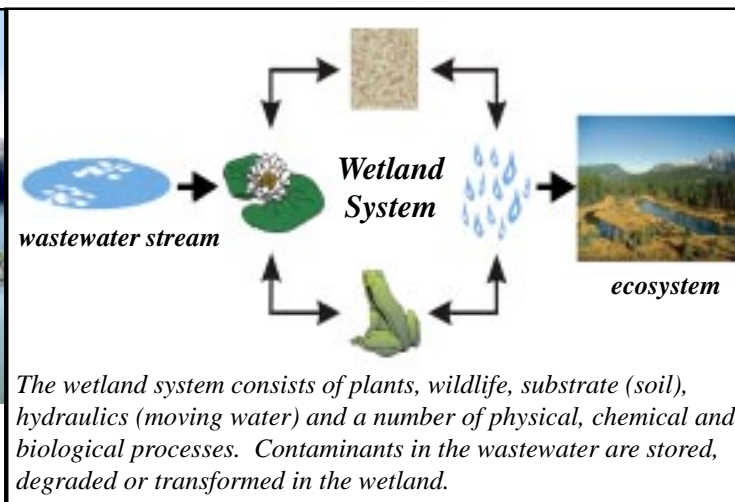 Wetland
System
wastewater stream
ecosystem
The wetland system consists of plants, wildlife, substrate (soil),
hydraulics (moving water) and a number of physical, chemical and
biological processes.  Contaminants in the wastewater are stored,
degraded or transformed in the wetland.